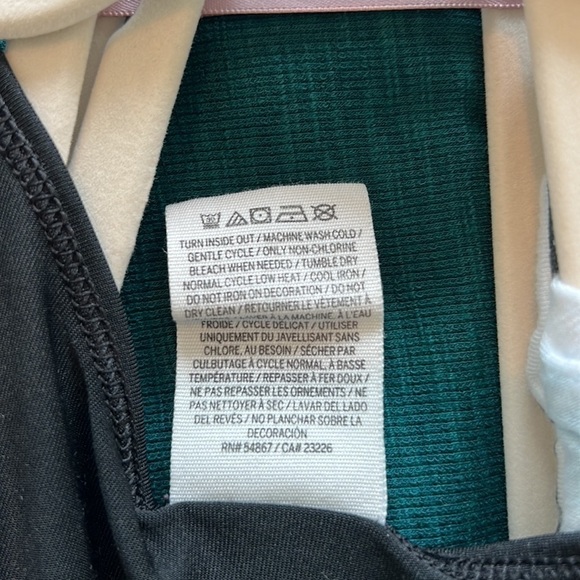 TURN INSIDE OUT / MACHINE WASH COLD /
GENTLE CYCLE / ONLY NON-CHLORINE
BLEACH WHEN NEEDED / TUMBLE DRY
NORMAL CYCLE LOW HEAT / COOL IRON /
DO NOT IRON ON DECORATION / DO NOT
DRY CLEAN / RETOURNER LE VÊTEMENT À
LAVER À LA MACHINE, À L'EAU
FROIDE / CYCLE DÉLICAT / UTILISER
UNIQUEMENT DU JAVELLISANT SANS
CHLORE, AU BESOIN / SÉCHER PAR
CULBUTAGE À CYCLE NORMAL, À BASSE
TEMPÉRATURE / REPASSER À FER DOUX /
NE PAS REPASSER LES ORNEMENTS / NE
PAS NETTOYER À SEC / LAVAR DEL LADO
DEL REVÉS / NO PLANCHAR SOBRE LA
DECORACIÓN
RN# 54867 / CA# 23226